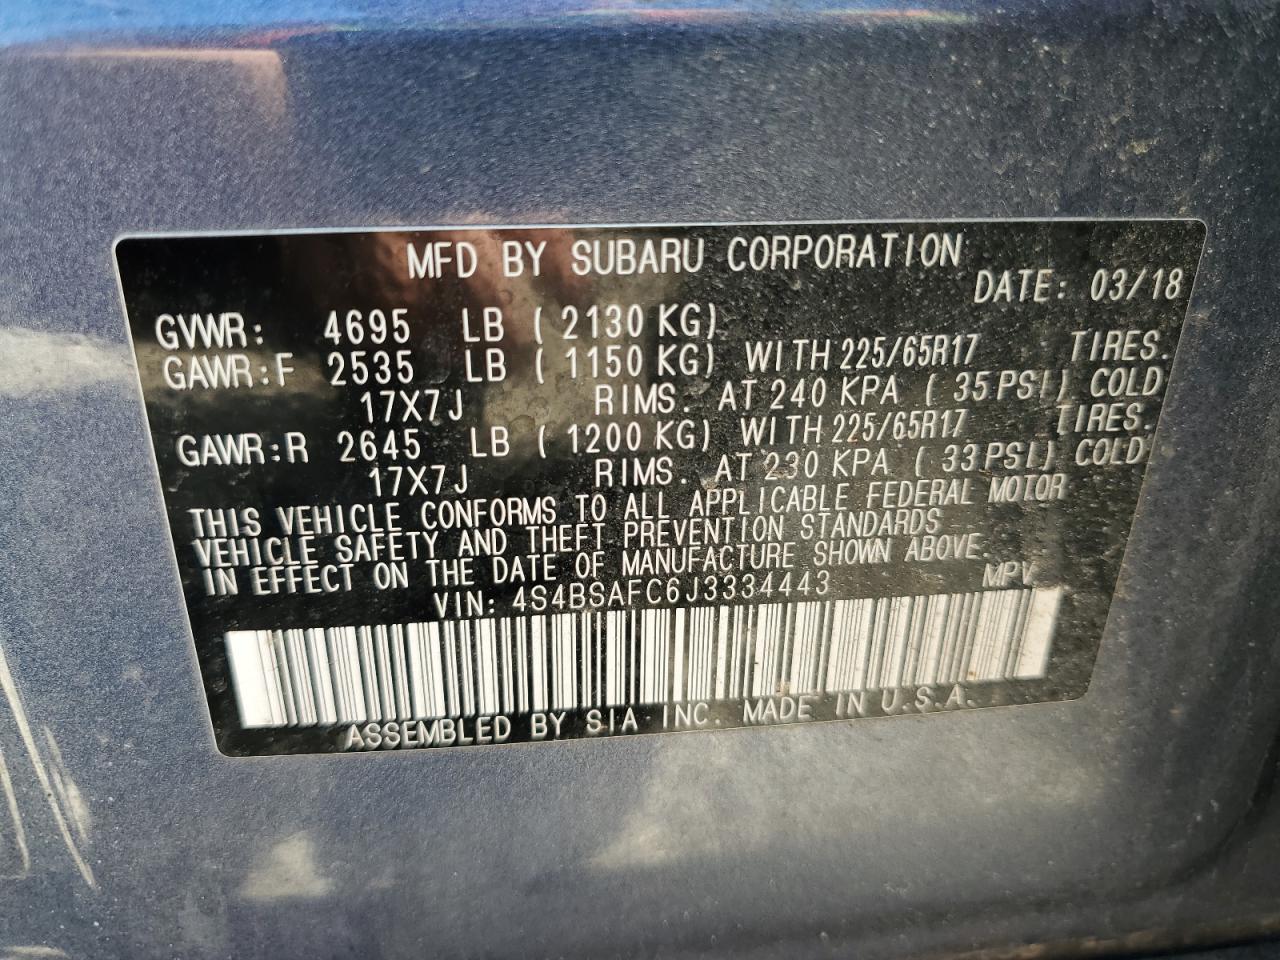 MFD BY SUBARU CORPORATION
DATE: 03/18
GVWR: 4695 LB ( 2130 KG)
GAWR:F 2535 LB ( 1150 KG) WITH 225/65R17 TIRES.
17X7J RIMS. AT 240 KPA ( 35 PSI) COLD
GAWR:R 2645 LB ( 1200 KG) WITH 225/65R17 TIRES.
17X7J RIMS. AT 230 KPA ( 33 PSI) COLD
THIS VEHICLE CONFORMS TO ALL APPLICABLE FEDERAL MOTOR
VEHICLE SAFETY AND THEFT PREVENTION STANDARDS
IN EFFECT ON THE DATE OF MANUFACTURE SHOWN ABOVE.
VIN: 4S4BSAFC6J3334443 MPV
ASSEMBLED BY SIA INC. MADE IN U.S.A.